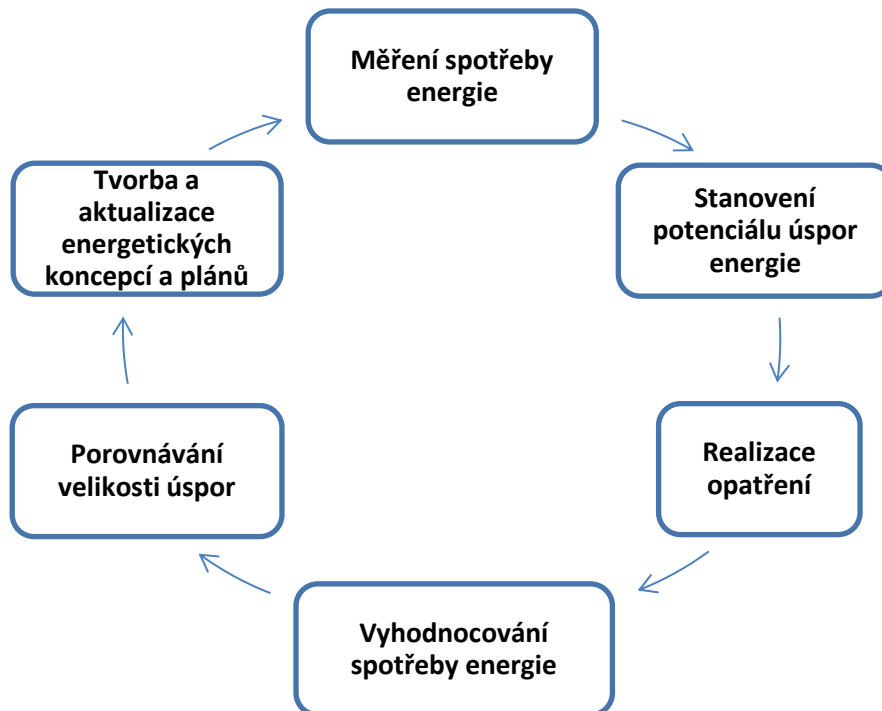 Měření spotřeby
energie
Stanovení
potenciálu úspor
energie
Realizace
opatření
Vyhodnocování
spotřeby energie
Porovnávání
velikosti úspor
Tvorba a
aktualizace
energetických
koncepcí a plánů